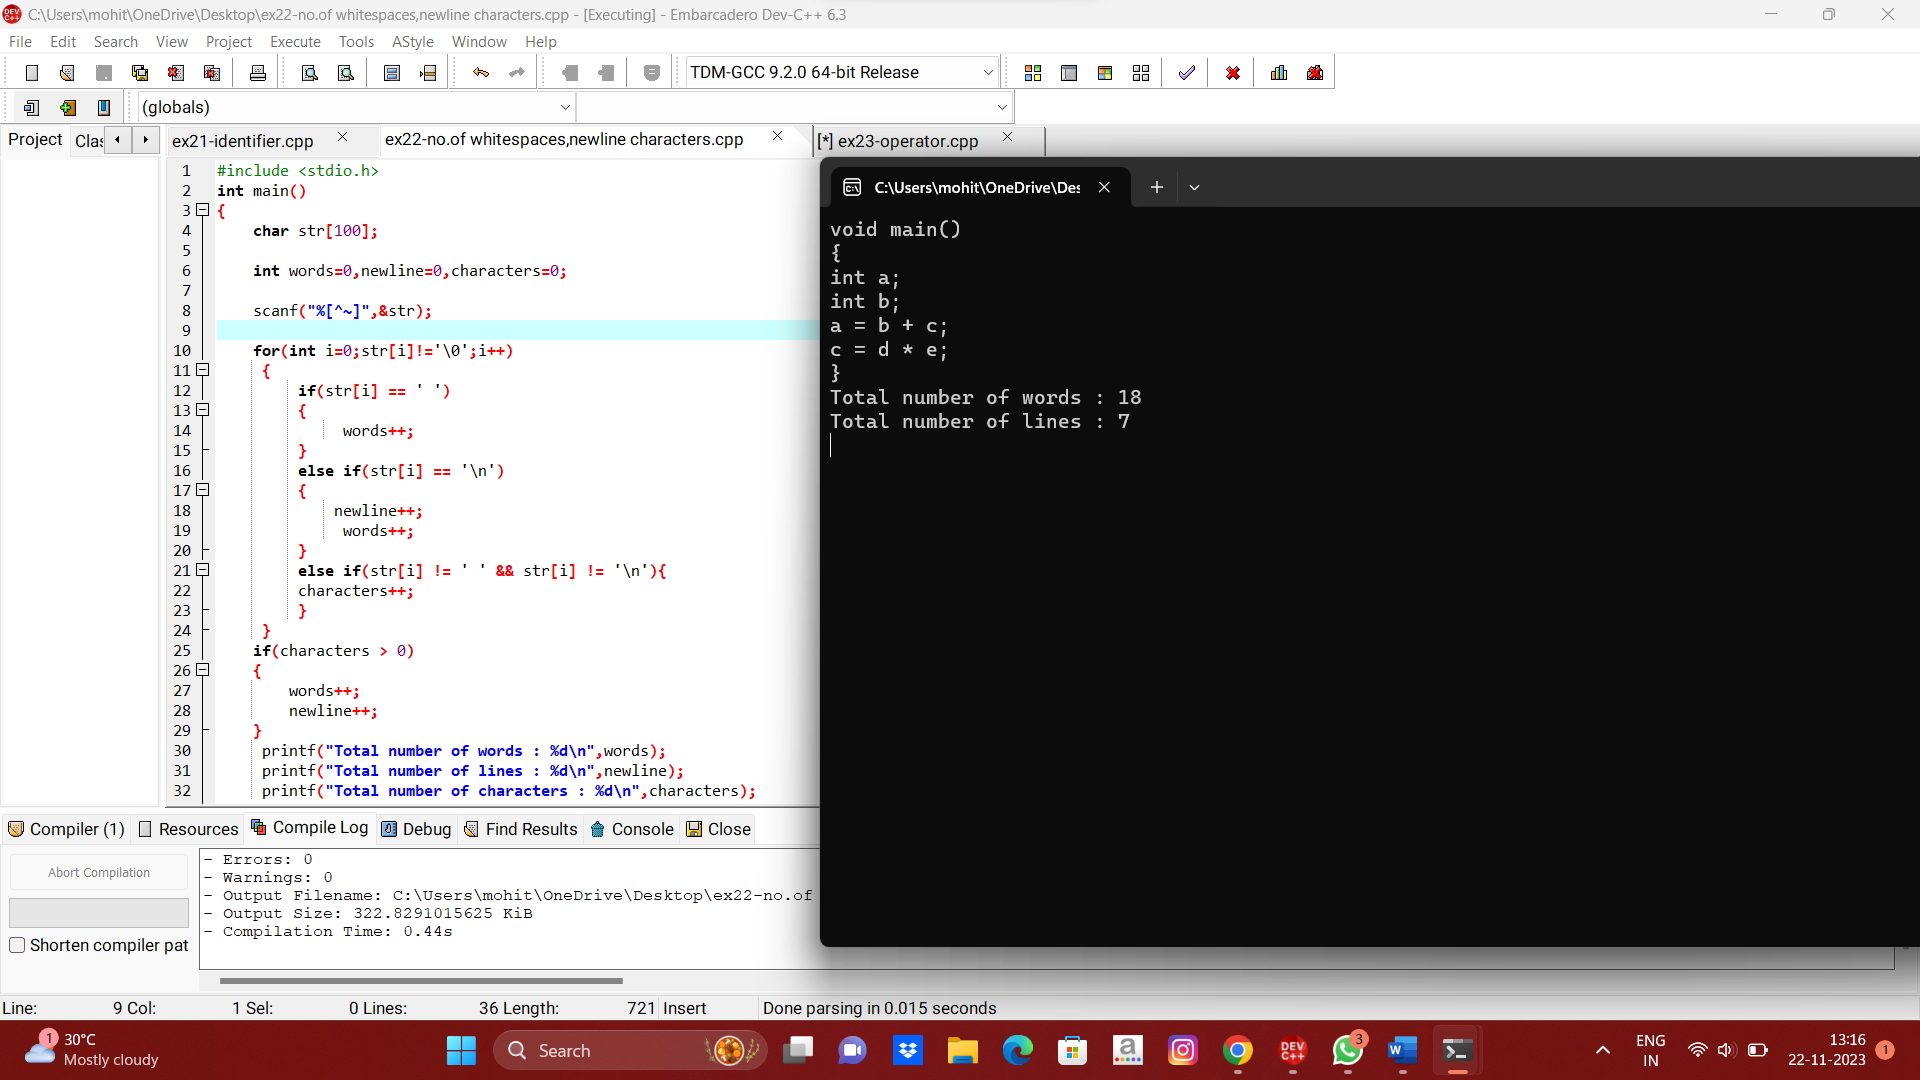 C:\Users\mohit\OneDrive\Desktop\ex22-no.of whitespaces,newline characters.cpp - [Executing] - Embarcadero Dev-C++ 6.3
File Edit Search View Project Execute Tools AStyle Window Help
TDM-GCC 9.2.0 64-bit Release
(globals)
Project Clas ex21-identifier.cpp ex22-no.of whitespaces,newline characters.cpp [*] ex23-operator.cpp
1 #include <stdio.h>
2 int main()
3 {
4 char str[100];
5
6 int words=0,newline=0,characters=0;
7
8 scanf("%[^~]",&str);
9
10 for(int i=0;str[i]!='\0';i++)
11 {
12 if(str[i] == ' ')
13 {
14 words++;
15 }
16 else if(str[i] == '\n')
17 {
18 newline++;
19 words++;
20 }
21 else if(str[i] != ' ' && str[i] != '\n'){
22 characters++;
23 }
24 }
25 if(characters > 0)
26 {
27 words++;
28 newline++;
29 }
30 printf("Total number of words : %d\n",words);
31 printf("Total number of lines : %d\n",newline);
32 printf("Total number of characters : %d\n",characters);
C:\Users\mohit\OneDrive\Des
void main()
{
int a;
int b;
a = b + c;
c = d * e;
}
Total number of words : 18
Total number of lines : 7
Compiler (1) Resources Compile Log Debug Find Results Console Close
Abort Compilation
Shorten compiler pat
- Errors: 0
- Warnings: 0
- Output Filename: C:\Users\mohit\OneDrive\Desktop\ex22-no.of
- Output Size: 322.8291015625 KiB
- Compilation Time: 0.44s
Line: 9 Col: 1 Sel: 0 Lines: 36 Length: 721 Insert Done parsing in 0.015 seconds
1 30°C
Mostly cloudy
Search
DEV C++
3
ENG
IN
13:16
22-11-2023
1